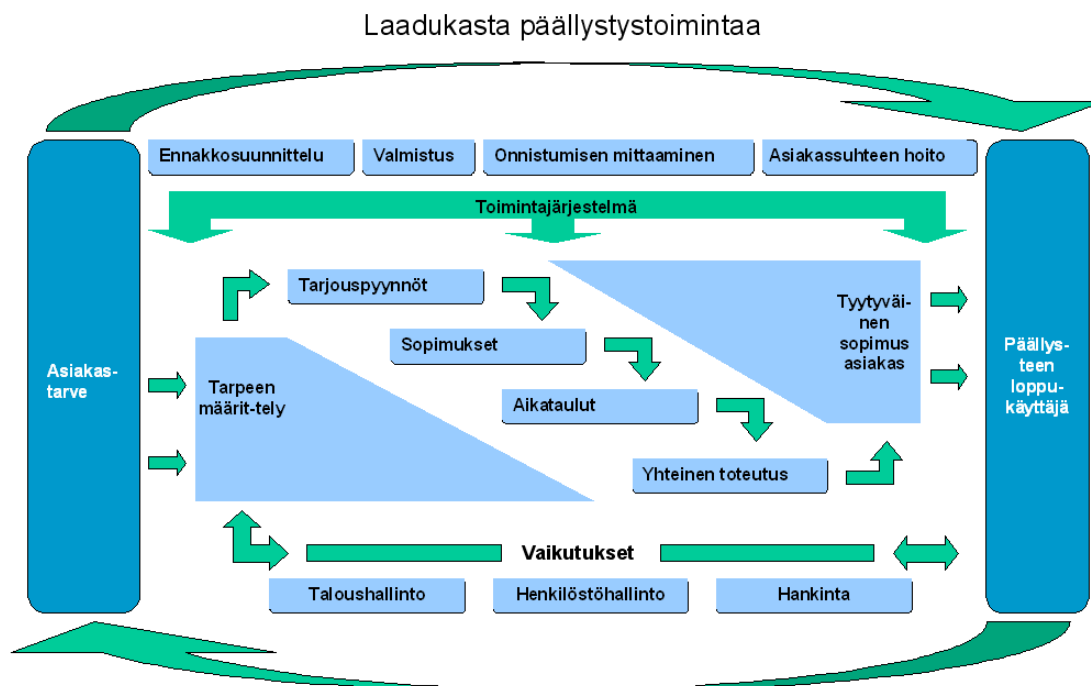 Laadukasta päällystystoimintaa
Ennakkosuunnittelu
Valmistus
Onnistumisen mittaaminen
Asiakassuhteen hoito
Toimintajärjestelmä
Asiakas-
tarve
Tarpeen
määrit-tely
Tarjouspyynnöt
Sopimukset
Aikataulut
Yhteinen toteutus
Tyytyväi-
nen
sopimus
asiakas
Päällys-
teen
loppu-
käyttäjä
Vaikutukset
Taloushallinto
Henkilöstöhallinto
Hankinta